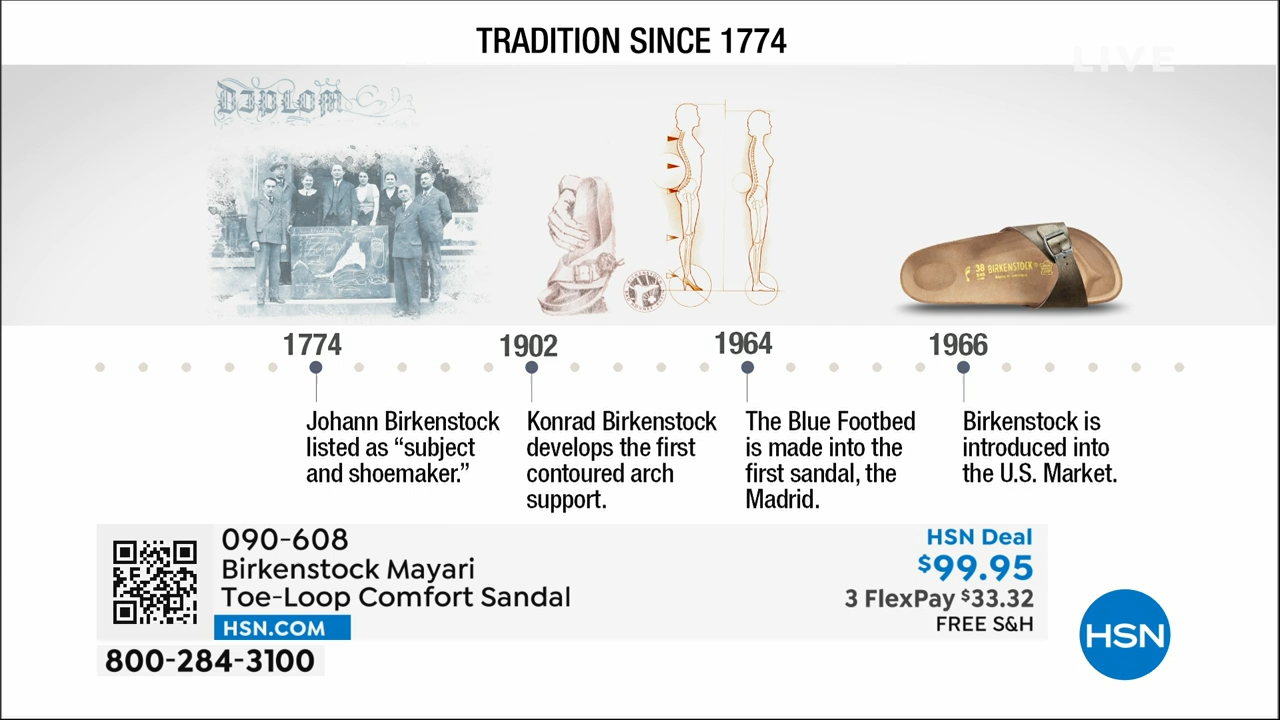 TRADITION SINCE 1774
LIVE
Diplom
38
BIRKENSTOCK
1774
1902
1964
1966
Johann Birkenstock
listed as “subject
and shoemaker.”
Konrad Birkenstock
develops the first
contoured arch
support.
The Blue Footbed
is made into the
first sandal, the
Madrid.
Birkenstock is
introduced into
the U.S. Market.
090-608
Birkenstock Mayari
Toe-Loop Comfort Sandal
HSN.COM
800-284-3100
HSN Deal
$99.95
3 FlexPay $33.32
FREE S&H
HSN